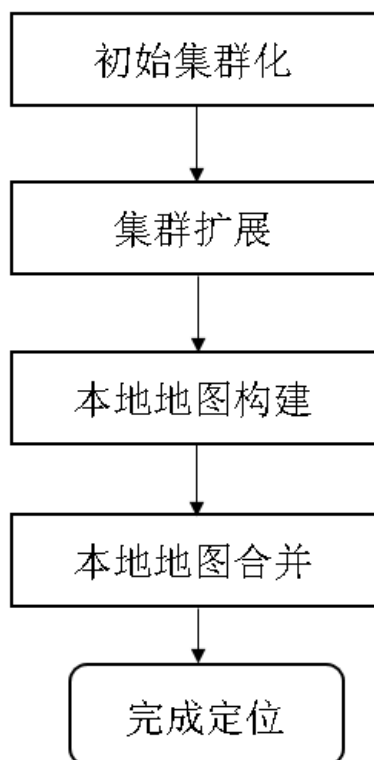 初始集群化
集群扩展
本地地图构建
本地地图合并
完成定位